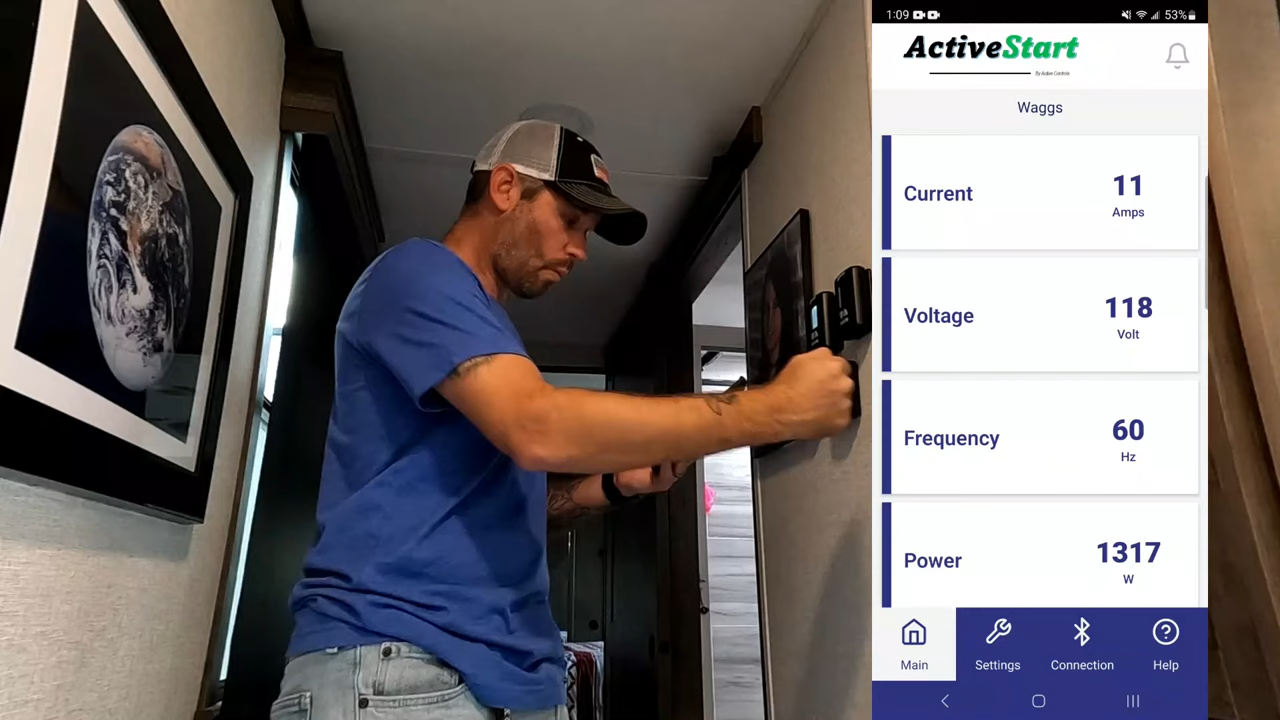 1:09
53%
ActiveStart
By Active Controls
Waggs
Current
11
Amps
Voltage
118
Volt
Frequency
60
Hz
Power
1317
W
Main
Settings
Connection
Help